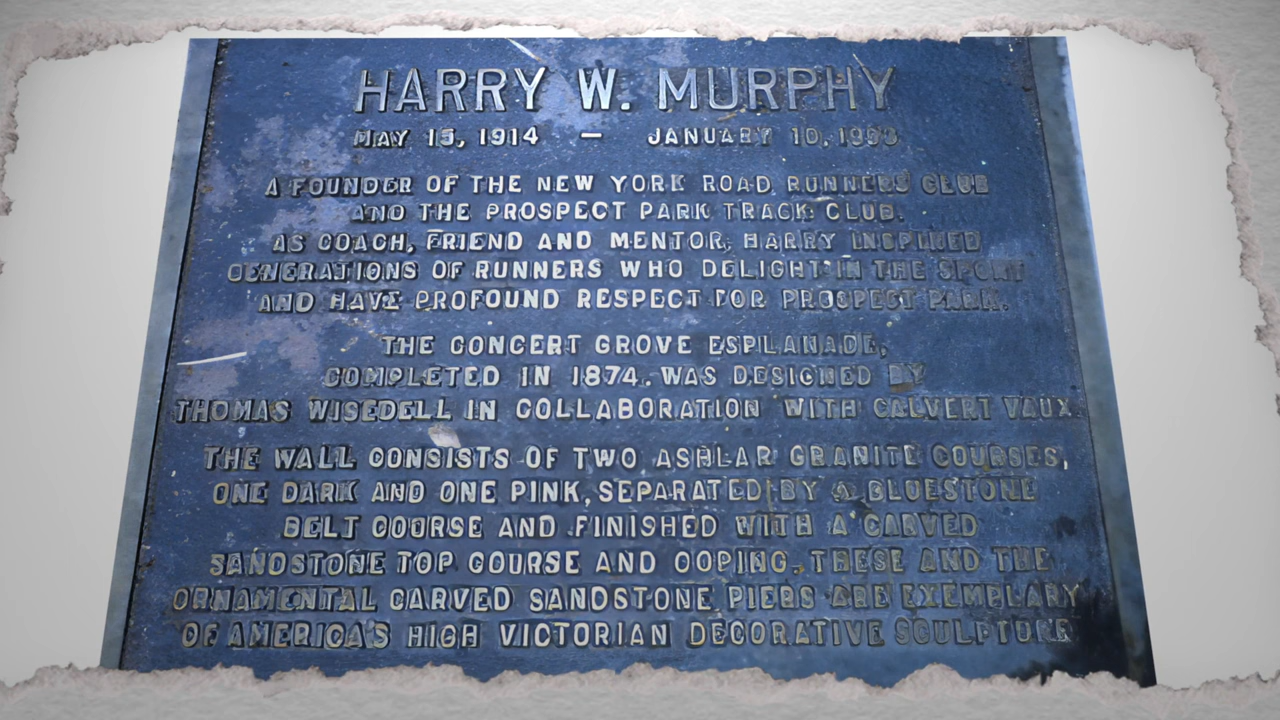 HARRY W. MURPHY
MAY 15, 1914 — JANUARY 10,
A FOUNDER OF THE NEW YORK ROAD RUNNERS CLUB
AND THE PROSPECT PARK TRACK CLUB.
AS COACH, FRIEND AND MENTOR, HARRY INSPIRED
GENERATIONS OF RUNNERS WHO DELIGHT IN THE SPORT
AND HAVE PROFOUND RESPECT FOR PROSPECT PARK.
THE CONCERT GROVE ESPLANADE,
COMPLETED IN 1874, WAS DESIGNED BY
THOMAS WISEDELL IN COLLABORATION WITH CALVERT VAUX.
THE WALL CONSISTS OF TWO ASHLAR GRANITE COURSES,
ONE DARK AND ONE PINK, SEPARATED BY A BLUESTONE
BELT COURSE AND FINISHED WITH A CARVED
SANDSTONE TOP COURSE AND COPING. THESE AND THE
ORNAMENTAL CARVED SANDSTONE PIERS ARE EXEMPLARY
OF AMERICA'S HIGH VICTORIAN DECORATIVE SCULPTURE